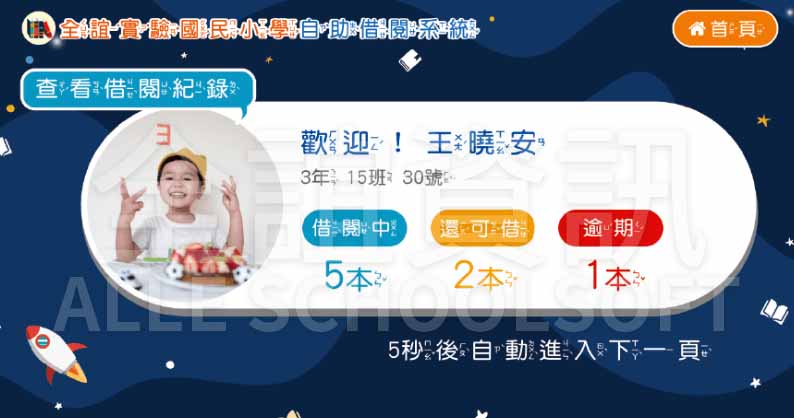 全誼實驗國民小學自助借閱系統
首頁
查看借閱紀錄
歡迎！ 王曉安
3年 15班 30號
借閱中 還可借 逾期
5本 2本 1本
全誼資訊
ALLE SCHOOLSOFT
5秒後自動進入下一頁